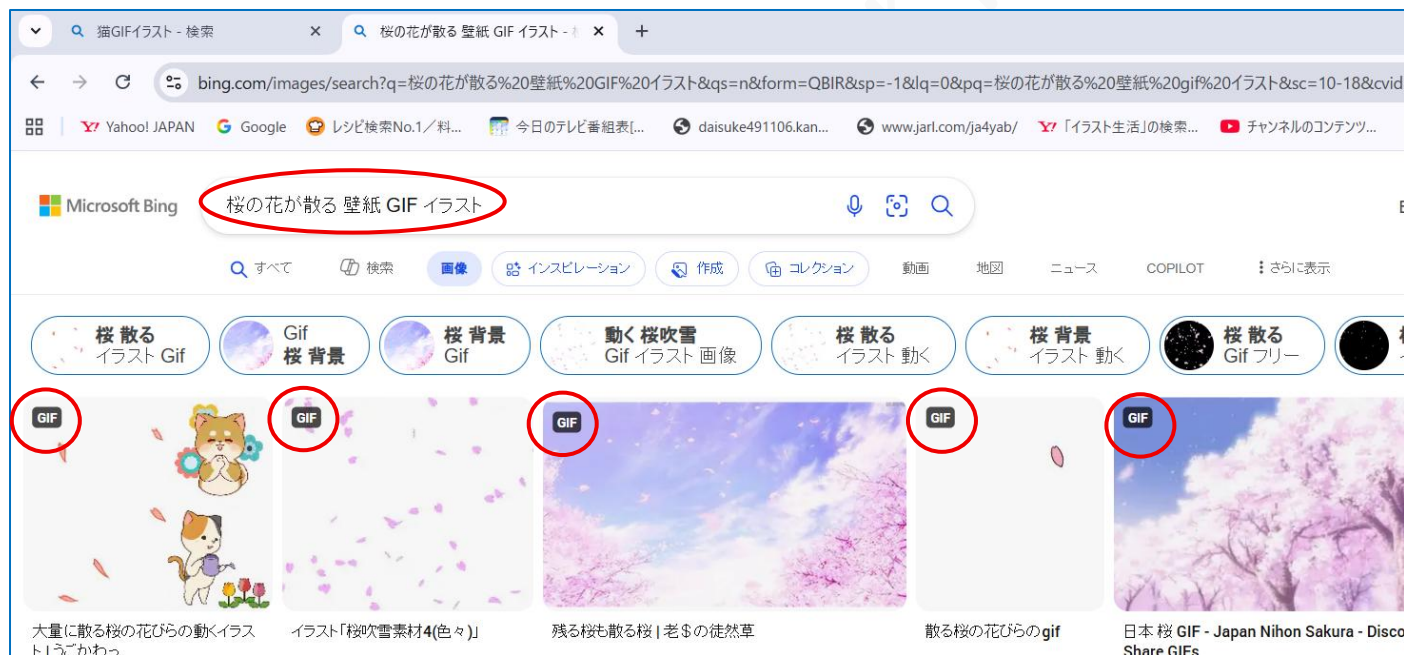 猫GIFイラスト - 検索
桜の花が散る 壁紙 GIF イラスト -
bing.com/images/search?q=桜の花が散る%20壁紙%20GIF%20イラスト&qs=n&form=QBIR&sp=-1&lq=0&pq=桜の花が散る%20壁紙%20gif%20イラスト&sc=10-18&cvid
Yahoo! JAPAN
Google
レシピ検索No.1／料...
今日のテレビ番組表[...
daisuke491106.kan...
www.jarl.com/ja4yab/
「イラスト生活」の検索...
チャンネルのコンテンツ...
Microsoft Bing
桜の花が散る 壁紙 GIF イラスト
すべて
検索
画像
インスピレーション
作成
コレクション
動画
地図
ニュース
COPILOT
さらに表示
桜 散る
イラスト Gif
Gif
桜 背景
桜 背景
Gif
動く 桜吹雪
Gif イラスト 画像
桜 散る
イラスト 動く
桜 背景
イラスト 動く
桜 散る
Gif フリー
GIF
GIF
GIF
GIF
GIF
大量に散る桜の花びらの動くイラス
ト | うごかわっ
イラスト「桜吹雪素材4(色々)」
残る桜も散る桜 | 老$の徒然草
散る桜の花びらのgif
日本 桜 GIF - Japan Nihon Sakura - Disco
Share GIFs